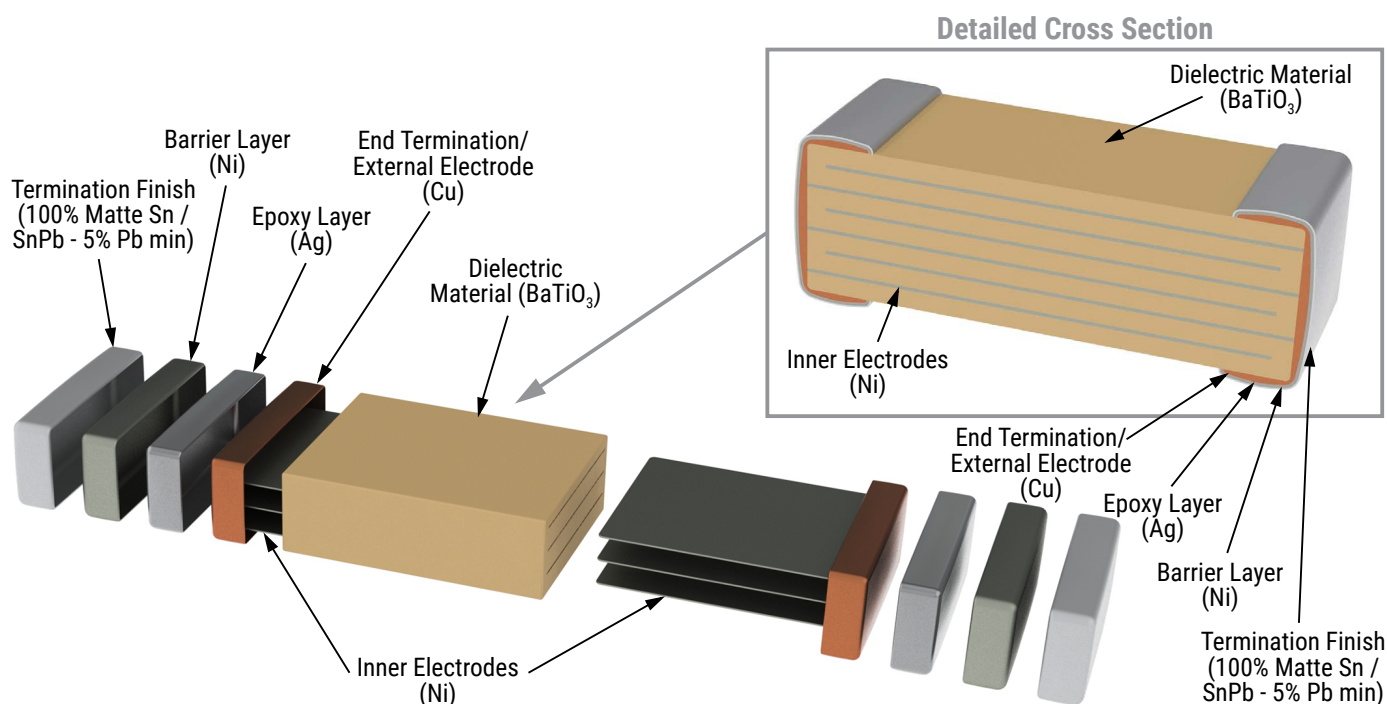 Detailed Cross Section
Dielectric Material
(BaTiO₃)
Inner Electrodes
(Ni)
End Termination/
External Electrode
(Cu)
Epoxy Layer
(Ag)
Barrier Layer
(Ni)
Termination Finish
(100% Matte Sn /
SnPb - 5% Pb min)
Termination Finish
(100% Matte Sn /
SnPb - 5% Pb min)
Barrier Layer
(Ni)
Epoxy Layer
(Ag)
End Termination/
External Electrode
(Cu)
Dielectric
Material (BaTiO₃)
Inner Electrodes
(Ni)